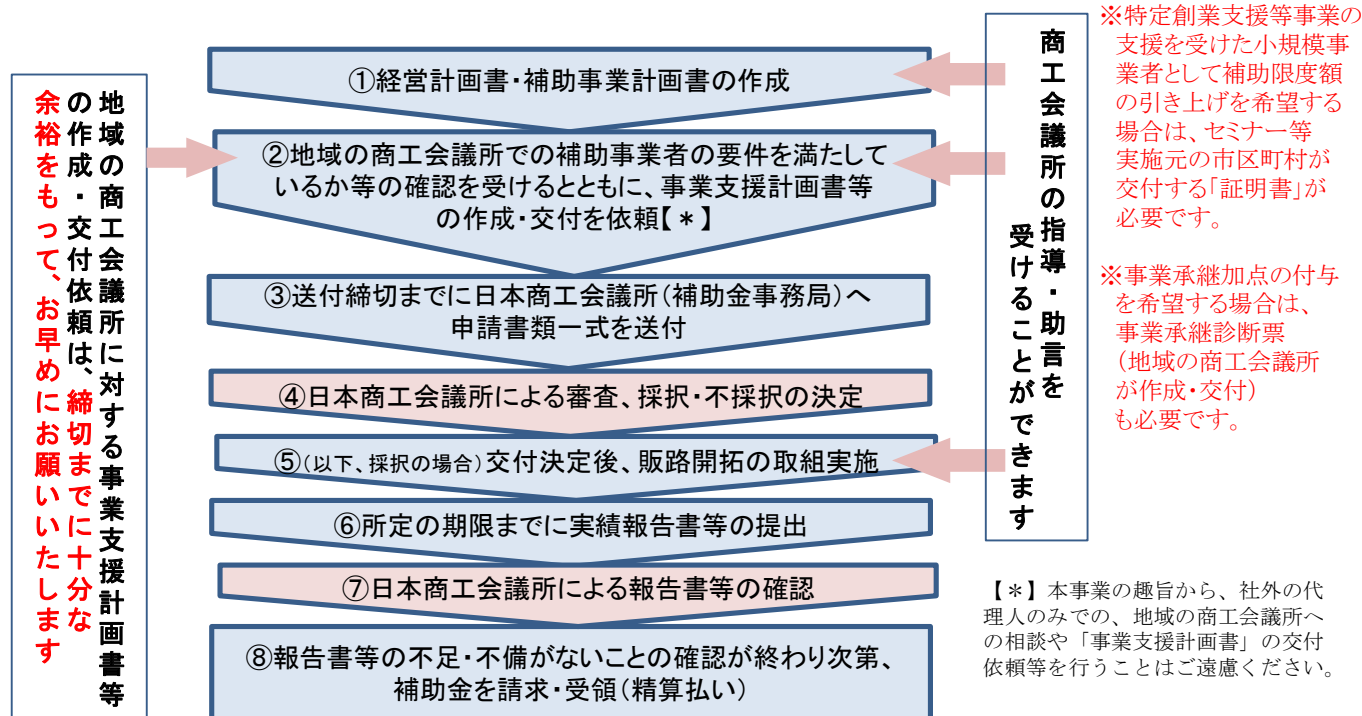 地域の商工会議所に対する事業支援計画書等
の作成・交付依頼は、締切までに十分な
余裕をもって、お早めにお願いいたします
①経営計画書・補助事業計画書の作成
②地域の商工会議所での補助事業者の要件を満たして
いるか等の確認を受けるとともに、事業支援計画書等
の作成・交付を依頼【＊】
③送付締切までに日本商工会議所（補助金事務局）へ
申請書類一式を送付
④日本商工会議所による審査、採択・不採択の決定
⑤（以下、採択の場合）交付決定後、販路開拓の取組実施
⑥所定の期限までに実績報告書等の提出
⑦日本商工会議所による報告書等の確認
⑧報告書等の不足・不備がないことの確認が終わり次第、
補助金を請求・受領（精算払い）
商工会議所の指導・助言を
受けることができます
※特定創業支援等事業の
支援を受けた小規模事
業者として補助限度額
の引き上げを希望する
場合は、セミナー等
実施元の市区町村が
交付する「証明書」が
必要です。
※事業承継加点の付与
を希望する場合は、
事業承継診断票
（地域の商工会議所
が作成・交付）
も必要です。
【＊】本事業の趣旨から、社外の代
理人のみでの、地域の商工会議所へ
の相談や「事業支援計画書」の交付
依頼等を行うことはご遠慮ください。